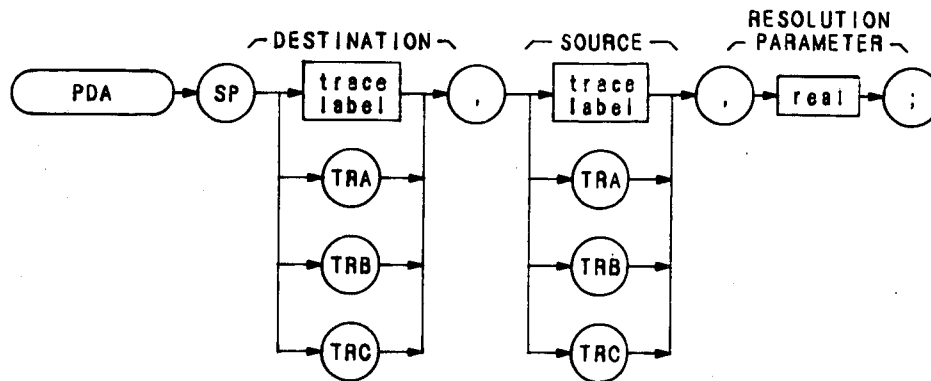 RESOLUTION
DESTINATION SOURCE PARAMETER
PDA SP trace label , trace label , real ;
TRA TRA
TRB TRB
TRC TRC